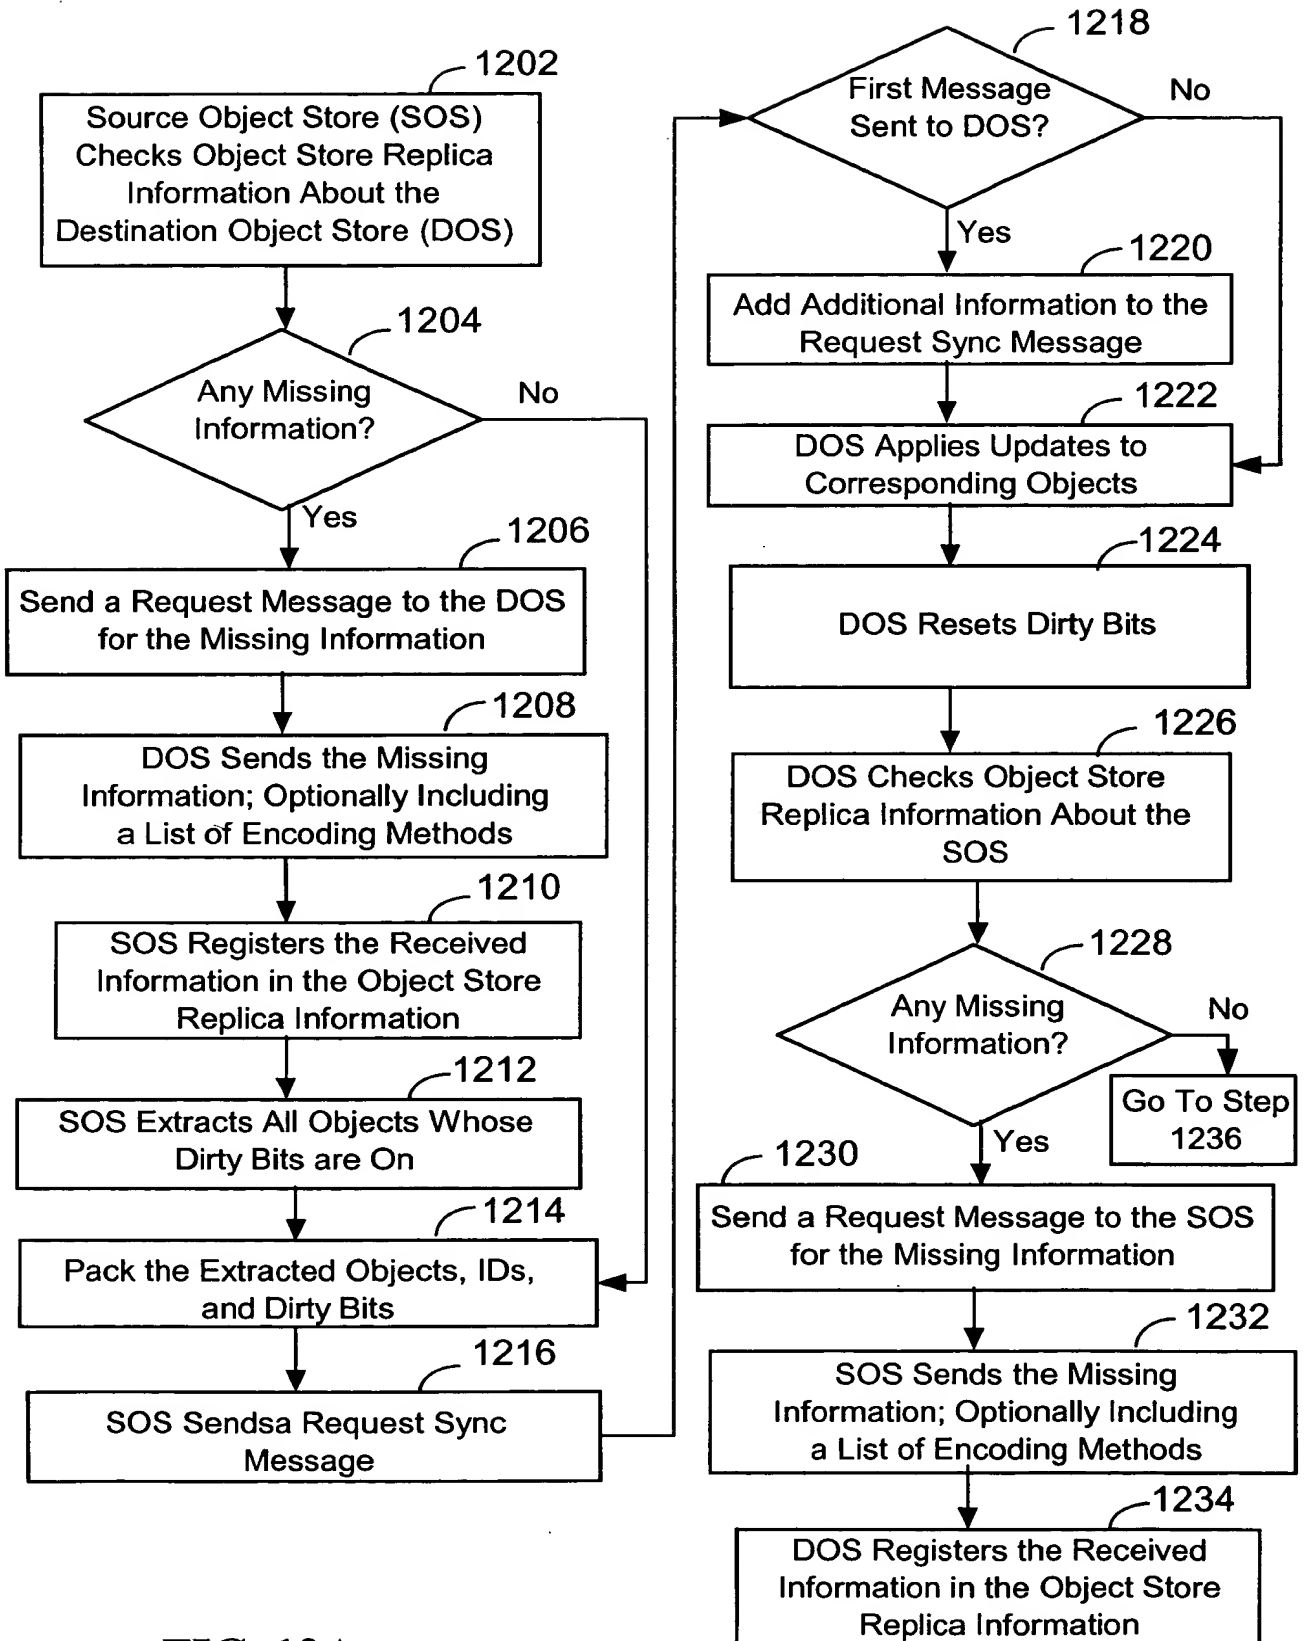 1202
Source Object Store (SOS)
Checks Object Store Replica
Information About the
Destination Object Store (DOS)
1204
Any Missing
Information?
No
Yes
1206
Send a Request Message to the DOS
for the Missing Information
1208
DOS Sends the Missing
Information; Optionally Including
a List of Encoding Methods
1210
SOS Registers the Received
Information in the Object Store
Replica Information
1212
SOS Extracts All Objects Whose
Dirty Bits are On
1214
Pack the Extracted Objects, IDs,
and Dirty Bits
1216
SOS Sendsa Request Sync
Message
1218
First Message
Sent to DOS?
No
Yes
1220
Add Additional Information to the
Request Sync Message
1222
DOS Applies Updates to
Corresponding Objects
1224
DOS Resets Dirty Bits
1226
DOS Checks Object Store
Replica Information About the
SOS
1228
Any Missing
Information?
No
Go To Step
1236
Yes
1230
Send a Request Message to the SOS
for the Missing Information
1232
SOS Sends the Missing
Information; Optionally Including
a List of Encoding Methods
1234
DOS Registers the Received
Information in the Object Store
Replica Information